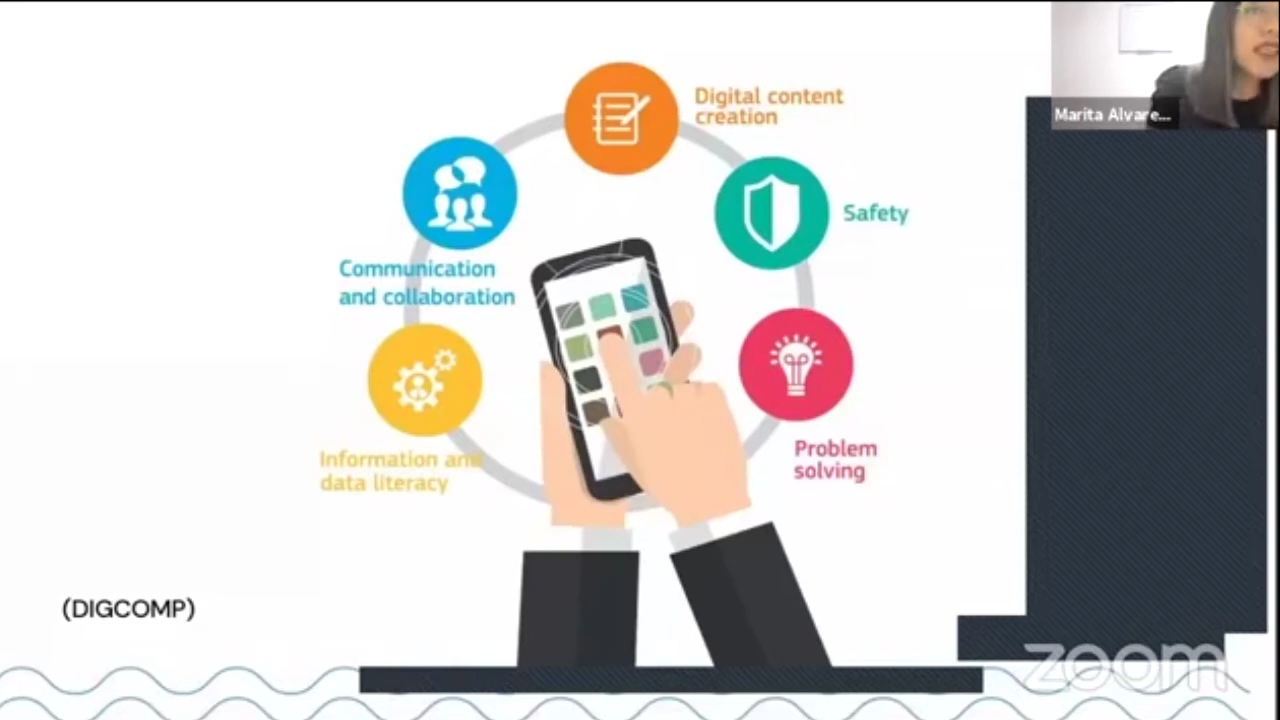 Digital content
creation
Safety
Communication
and collaboration
Information and
data literacy
Problem
solving
(DIGCOMP)
Marita Alvare...
zoom